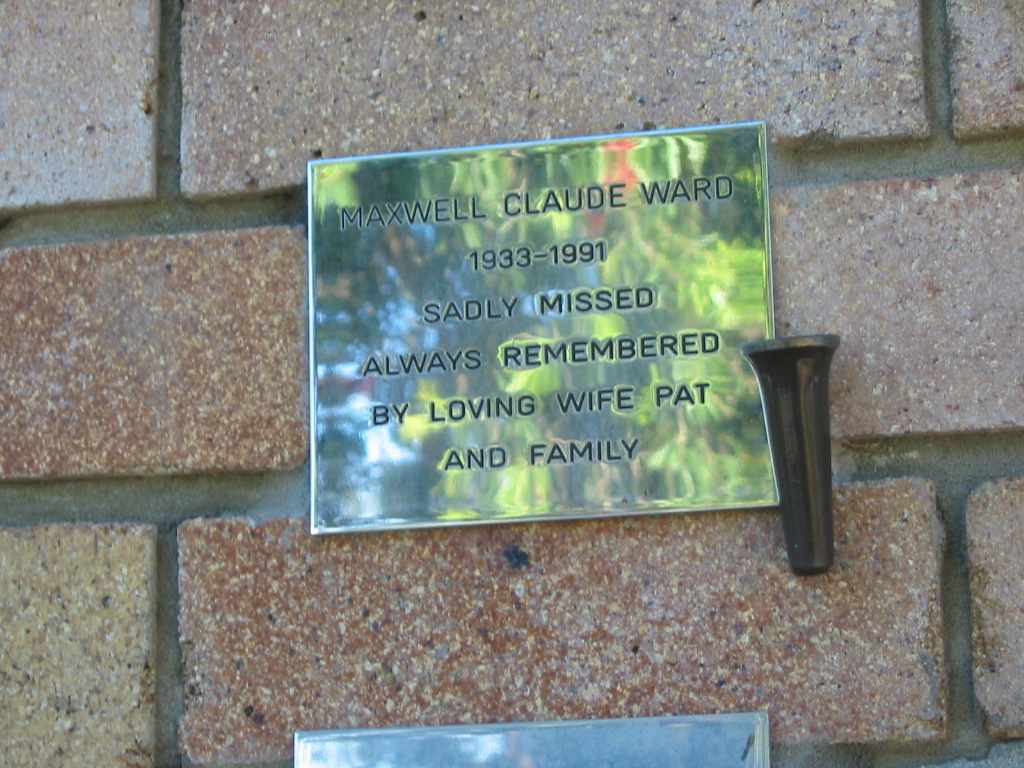 MAXWELL CLAUDE WARD
1933-1991
SADLY MISSED
ALWAYS REMEMBERED
BY LOVING WIFE PAT
AND FAMILY